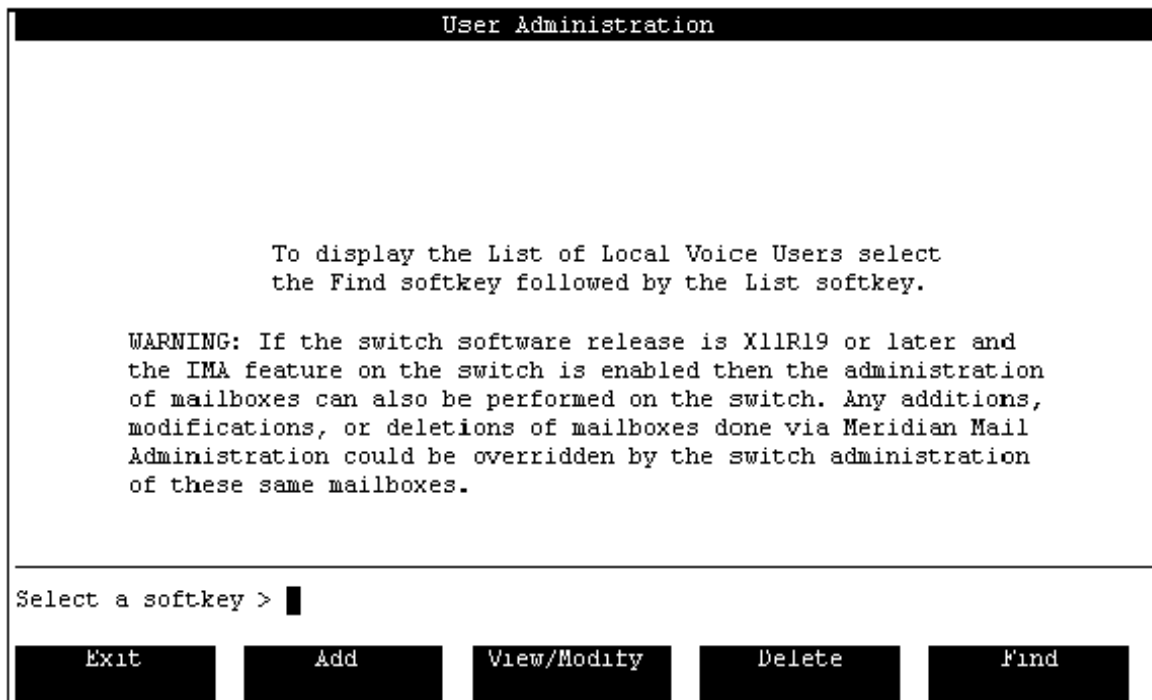 User Administration
To display the List of Local Voice Users select
the Find softkey followed by the List softkey.
WARNING: If the switch software release is X11R19 or later and
the IMA feature on the switch is enabled then the administration
of mailboxes can also be performed on the switch. Any additions,
modifications, or deletions of mailboxes done via Meridian Mail
Administration could be overridden by the switch administration
of these same mailboxes.
Select a softkey >
Exit Add View/Modify Delete Find